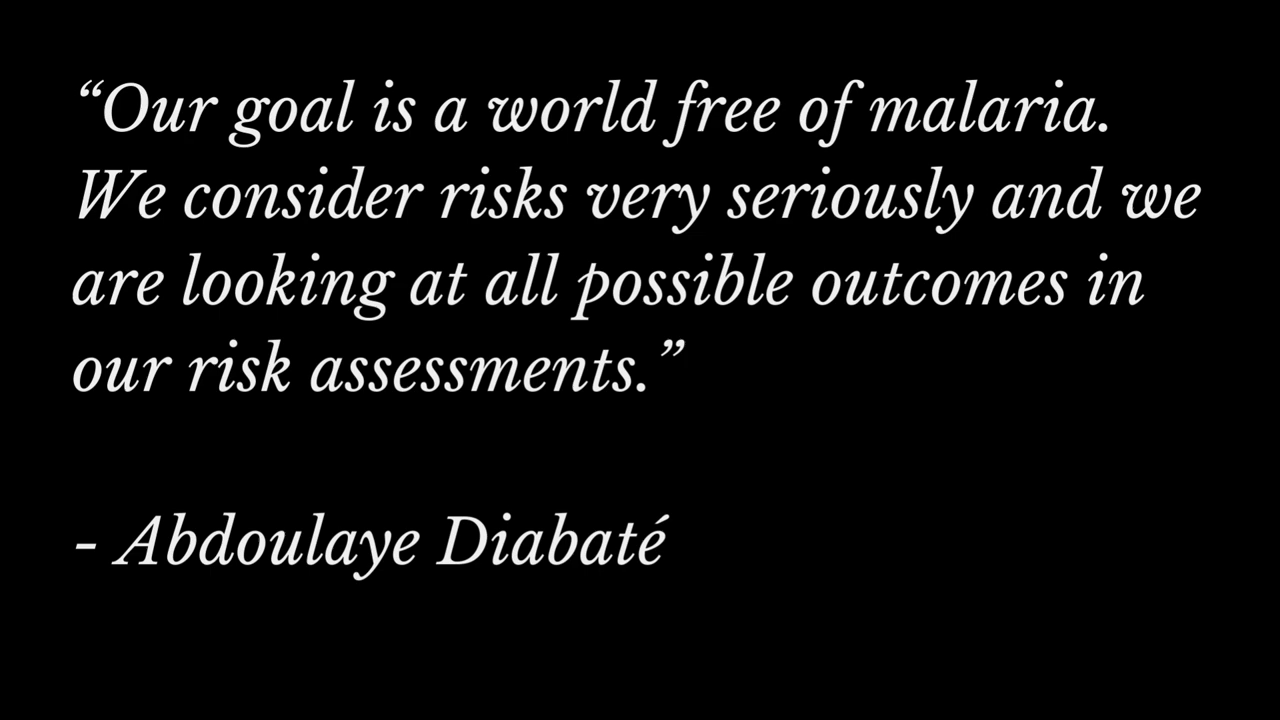 “Our goal is a world free of malaria.
We consider risks very seriously and we
are looking at all possible outcomes in
our risk assessments.”
- Abdoulaye Diabaté